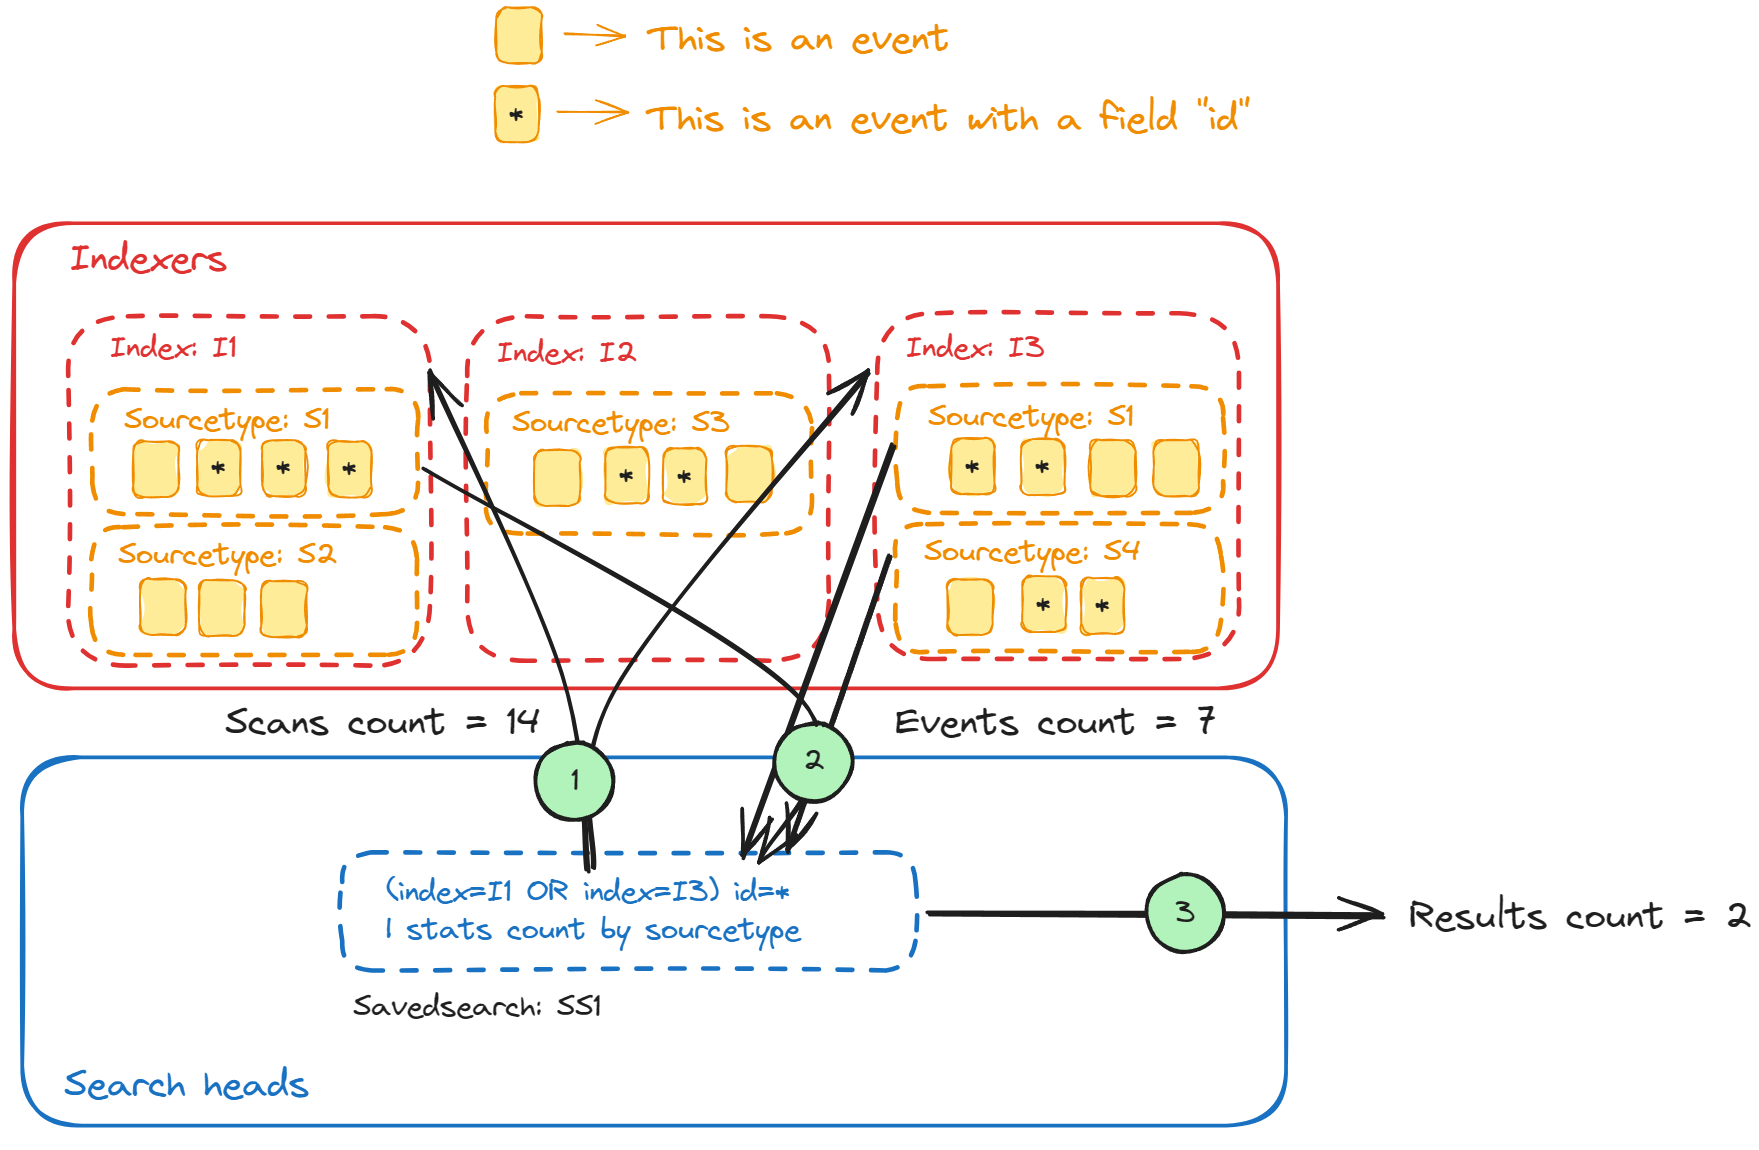 This is an event
*
This is an event with a field "id"
Indexers
Index: I1
Index: I2
Index: I3
Sourcetype: S1
* * *
Sourcetype: S3
* *
Sourcetype: S1
* *
Sourcetype: S2
Sourcetype: S4
* *
Scans count = 14
Events count = 7
1
2
(index=I1 OR index=I3) id=*
| stats count by sourcetype
3
Results count = 2
Savedsearch: SS1
Search heads